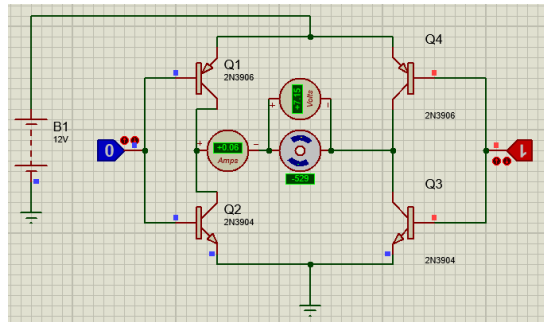 Q1
2N3906
Q4
2N3906
B1
12V
0
+7.15
Volts
+
-
+0.06
Amps
+
-
-529
1
Q2
2N3904
Q3
2N3904